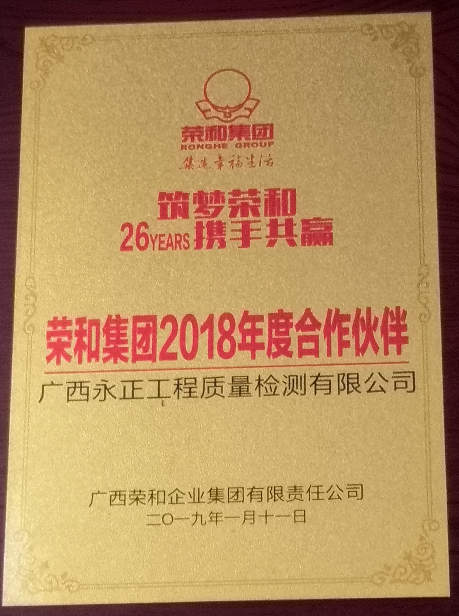 荣和集团
RONGHE GROUP
集造幸福生活
筑梦荣和
26YEARS 携手共赢
荣和集团2018年度合作伙伴
广西永正工程质量检测有限公司
广西荣和企业集团有限责任公司
二〇一九年一月十一日